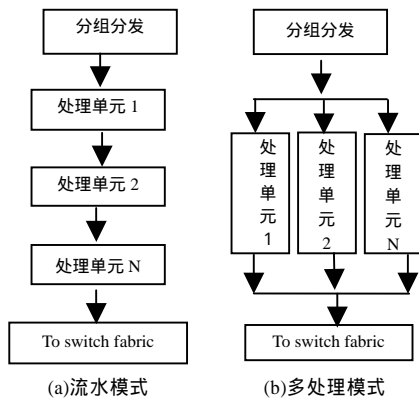 分组分发
处理单元 1
处理单元 2
处理单元 N
To switch fabric
(a)流水模式
分组分发
处理单元1
处理单元2
处理单元N
To switch fabric
(b)多处理模式